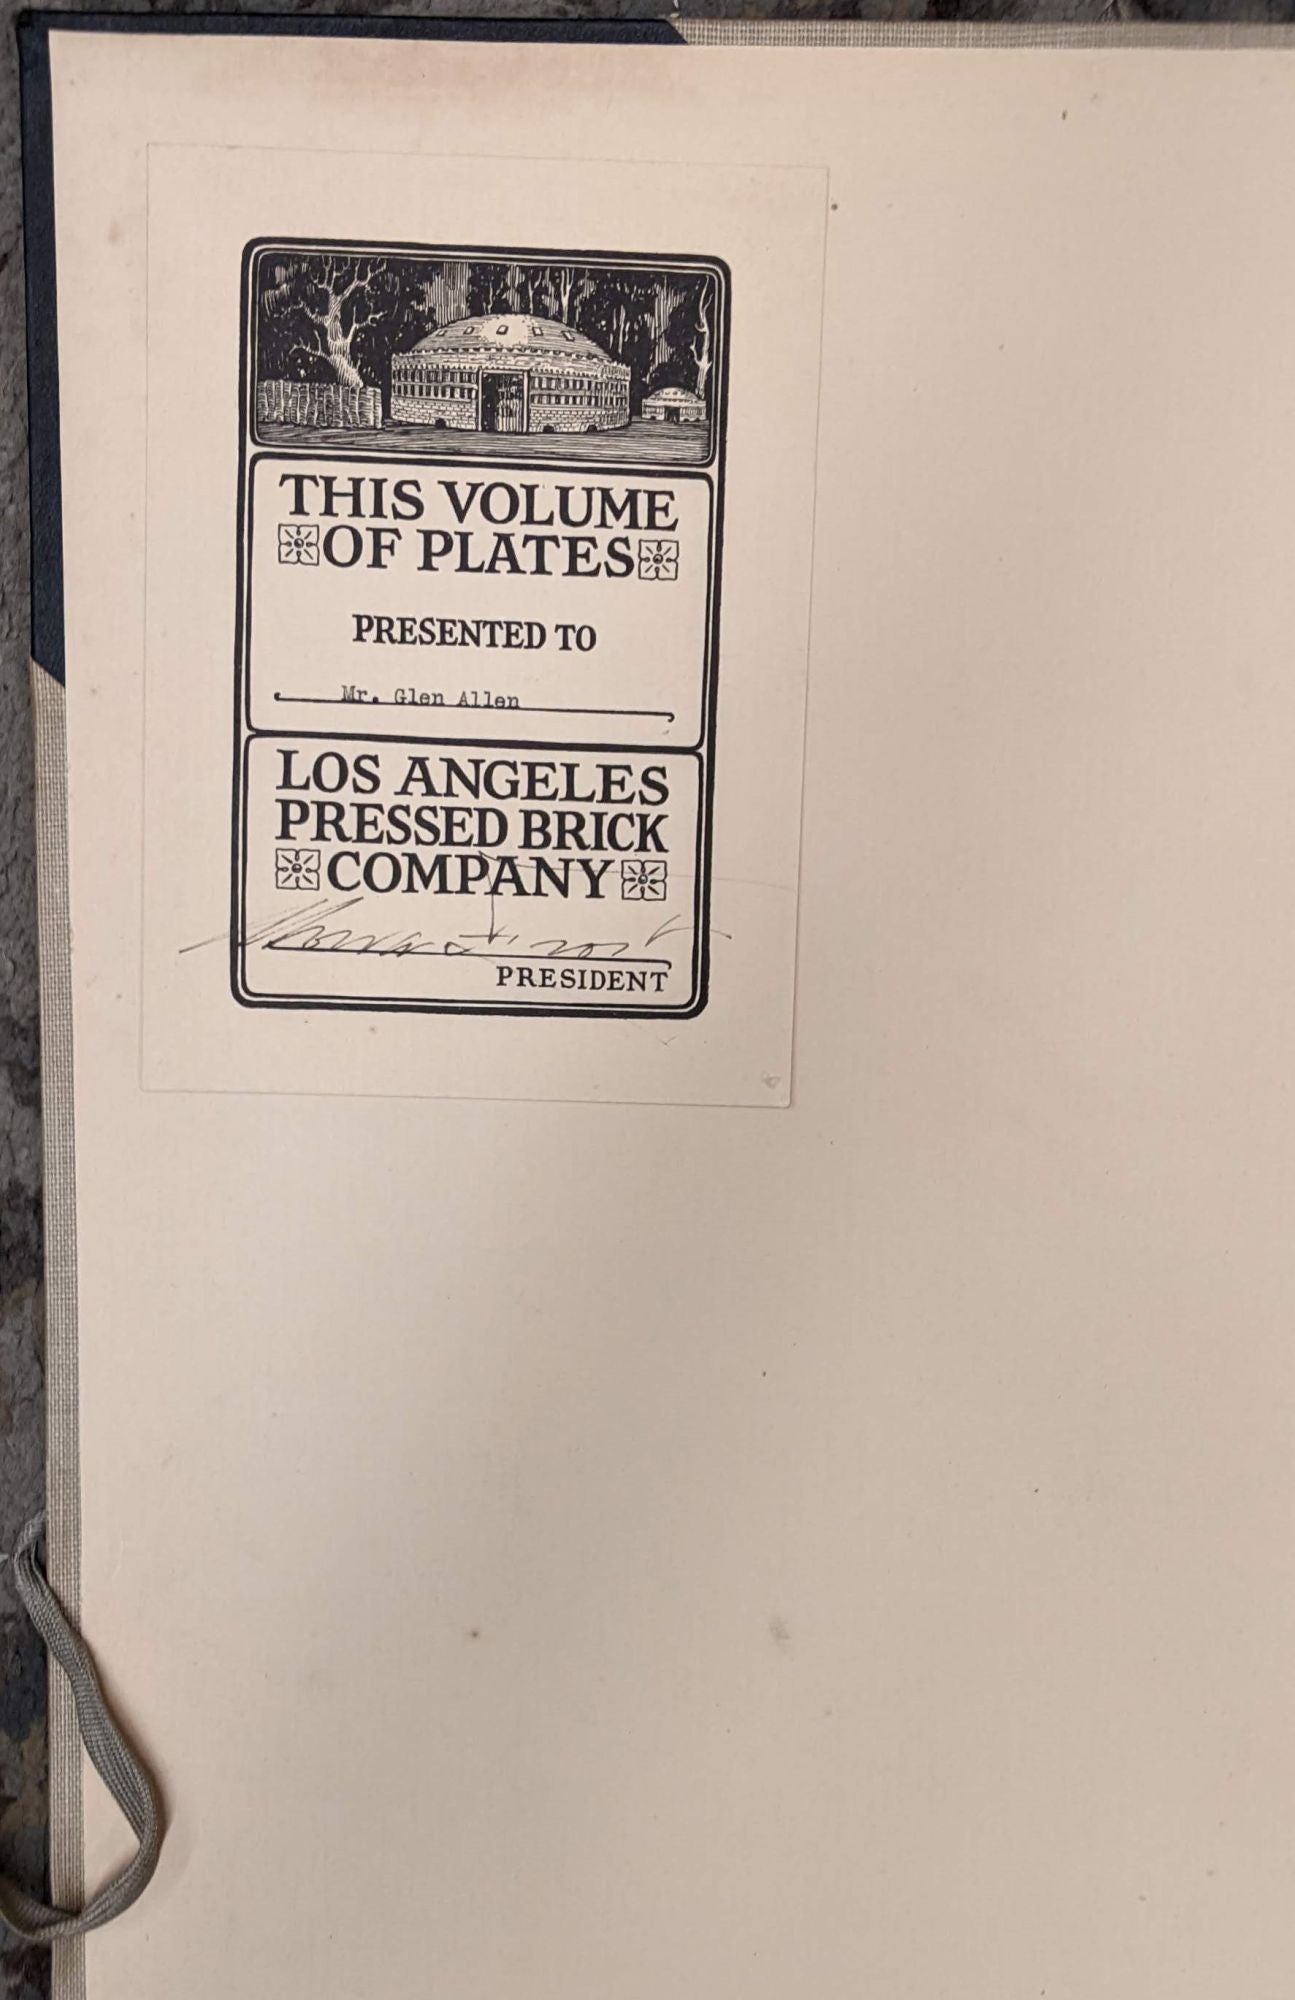 THIS VOLUME
OF PLATES
PRESENTED TO
Mr. Glen Allen
LOS ANGELES
PRESSED BRICK
COMPANY
PRESIDENT